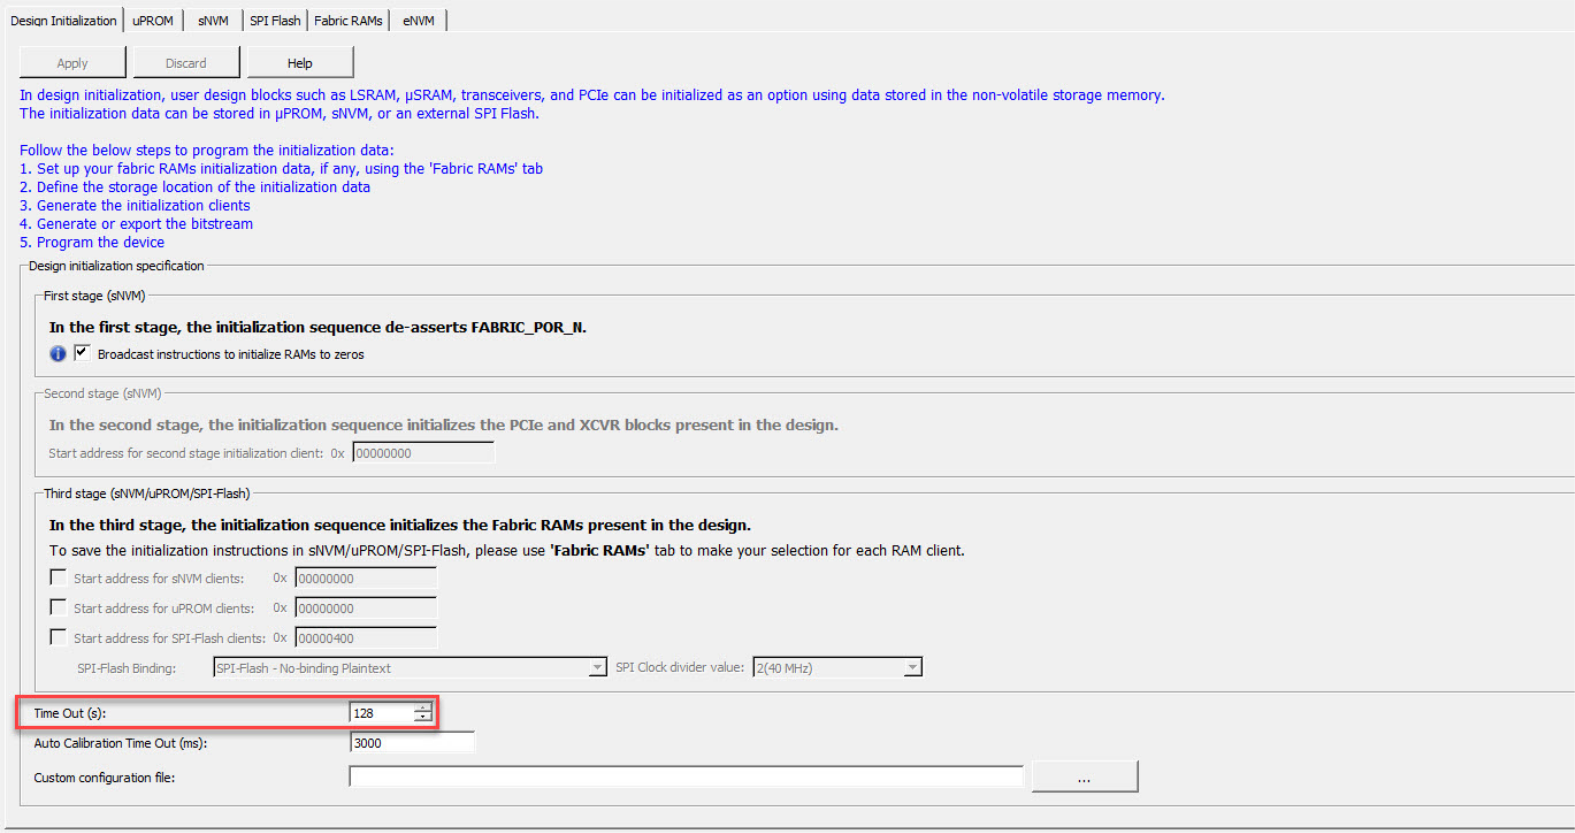 Design Initialization uPROM sNVM SPI Flash Fabric RAMs eNVM
Apply Discard Help
In design initialization, user design blocks such as LSRAM, µSRAM, transceivers, and PCIe can be initialized as an option using data stored in the non-volatile storage memory.
The initialization data can be stored in µPROM, sNVM, or an external SPI Flash.
Follow the below steps to program the initialization data:
1. Set up your fabric RAMs initialization data, if any, using the 'Fabric RAMs' tab
2. Define the storage location of the initialization data
3. Generate the initialization clients
4. Generate or export the bitstream
5. Program the device
Design initialization specification
First stage (sNVM)
In the first stage, the initialization sequence de-asserts FABRIC_POR_N.
Broadcast instructions to initialize RAMs to zeros
Second stage (sNVM)
In the second stage, the initialization sequence initializes the PCIe and XCVR blocks present in the design.
Start address for second stage initialization client: 0x 00000000
Third stage (sNVM/uPROM/SPI-Flash)
In the third stage, the initialization sequence initializes the Fabric RAMs present in the design.
To save the initialization instructions in sNVM/uPROM/SPI-Flash, please use 'Fabric RAMs' tab to make your selection for each RAM client.
Start address for sNVM clients: 0x 00000000
Start address for uPROM clients: 0x 00000000
Start address for SPI-Flash clients: 0x 00000400
SPI-Flash Binding: SPI-Flash - No-binding Plaintext SPI Clock divider value: 2(40 MHz)
Time Out (s): 128
Auto Calibration Time Out (ms): 3000
Custom configuration file: ...